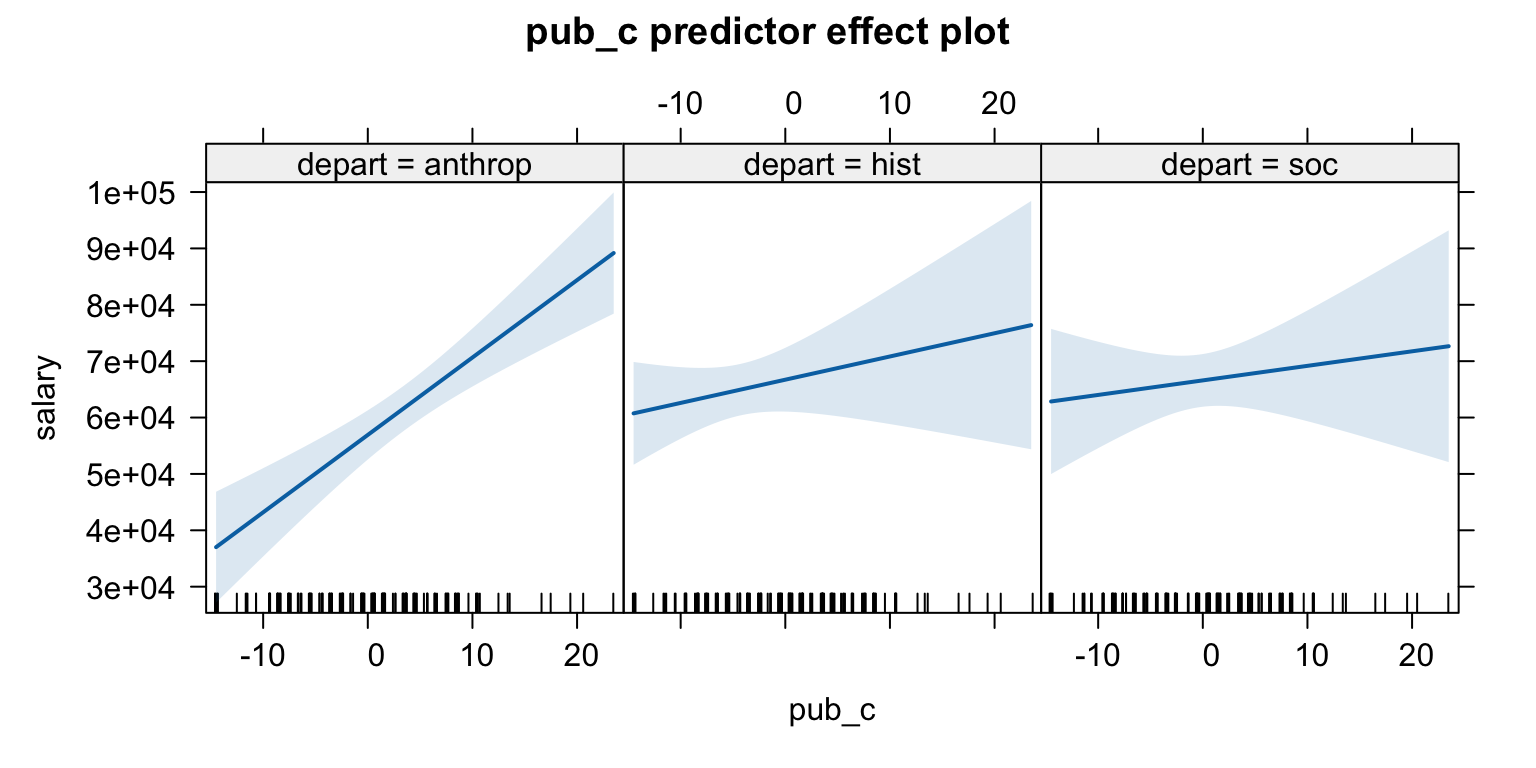 pub_c predictor effect plot
-10 0 10 20
depart = anthrop depart = hist depart = soc
1e+05
9e+04
8e+04
7e+04
6e+04
5e+04
4e+04
3e+04
salary
-10 0 10 20 -10 0 10 20
pub_c